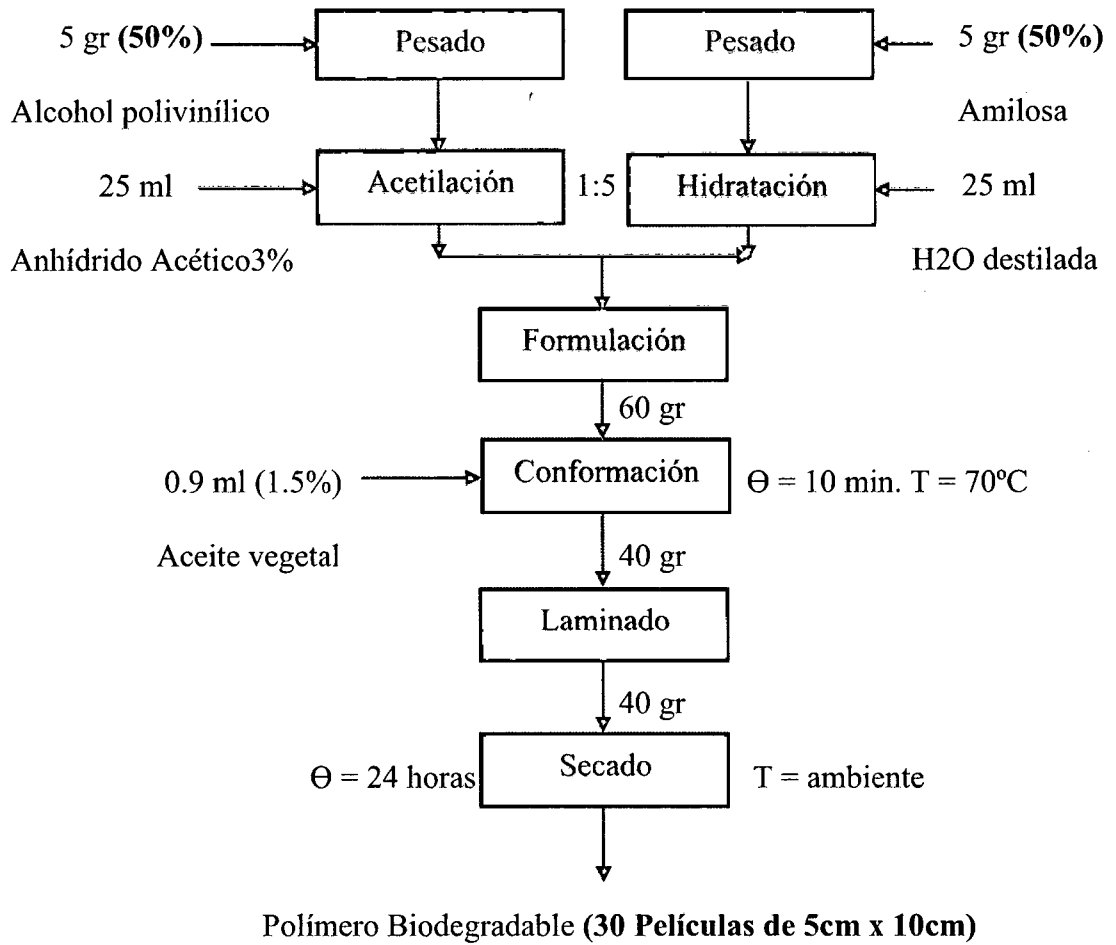 5 gr (50%) Pesado Pesado 5 gr (50%)
Alcohol polivinílico Amilosa
25 ml Acetilación 1:5 Hidratación 25 ml
Anhídrido Acético3% H2O destilada
Formulación
60 gr
0.9 ml (1.5%) Conformación Ɵ = 10 min. T = 70ºC
Aceite vegetal 40 gr
Laminado
40 gr
Ɵ = 24 horas Secado T = ambiente
Polímero Biodegradable (30 Películas de 5cm x 10cm)